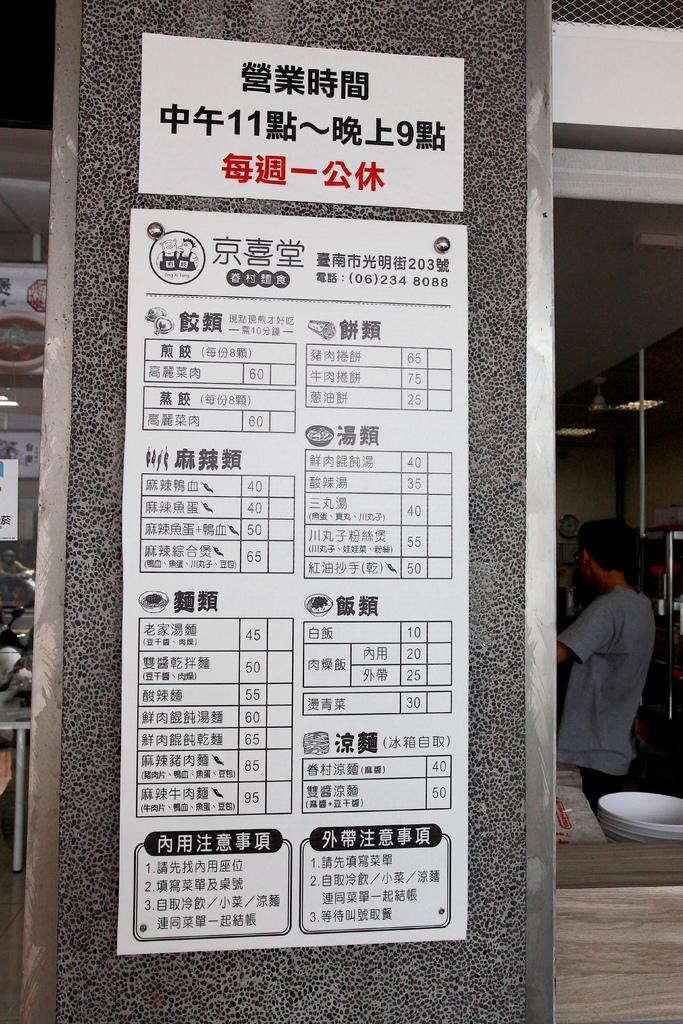 營業時間
中午11點～晚上9點
每週一公休
Jing Xi Tang
京喜堂
眷村麵食
臺南市光明街203號
電話：(06)234 8088
餃類 現點現煎才好吃
—需10分鐘—
煎餃 (每份8顆)
高麗菜肉 60
蒸餃 (每份8顆)
高麗菜肉 60
麻辣類
麻辣鴨血 40
麻辣魚蛋 40
麻辣魚蛋+鴨血 50
麻辣綜合煲 65
(鴨血、魚蛋、川丸子、豆包)
麵類
老家湯麵 45
(豆干醬、肉燥)
雙醬乾拌麵 50
(豆干醬、肉燥)
酸辣麵 55
鮮肉餛飩湯麵 60
鮮肉餛飩乾麵 65
麻辣豬肉麵 85
(豬肉片、鴨血、魚蛋、豆包)
麻辣牛肉麵 95
(牛肉片、鴨血、魚蛋、豆包)
餅類
豬肉捲餅 65
牛肉捲餅 75
蔥油餅 25
湯類
鮮肉餛飩湯 40
酸辣湯 35
三丸湯 40
(魚蛋、貢丸、川丸子)
川丸子粉絲煲 55
(川丸子、娃娃菜、粉絲)
紅油抄手(乾) 50
飯類
白飯 10
肉燥飯 內用 20
外帶 25
燙青菜 30
涼麵 (冰箱自取)
眷村涼麵 (麻醬) 40
雙醬涼麵 50
(麻醬+豆干醬)
內用注意事項
1.請先找內用座位
2.填寫菜單及桌號
3.自取冷飲／小菜／涼麵
連同菜單一起結帳
外帶注意事項
1.請先填寫菜單
2.自取冷飲／小菜／涼麵
連同菜單一起結帳
3.等待叫號取餐